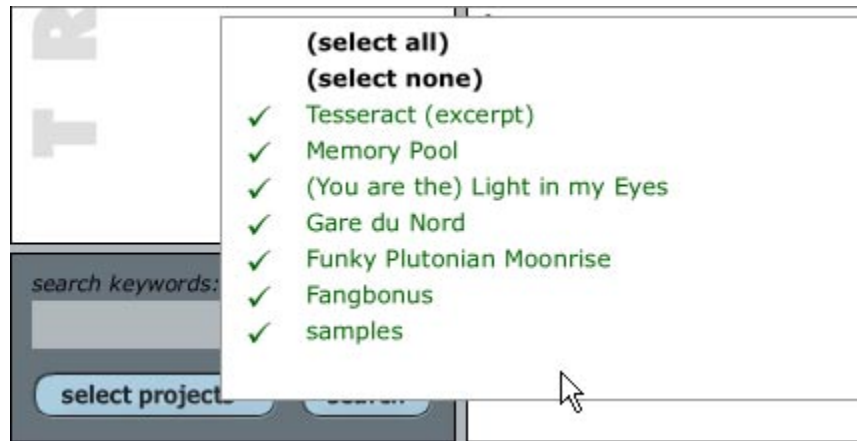 T R
(select all)
(select none)
✓ Tesseract (excerpt)
✓ Memory Pool
✓ (You are the) Light in my Eyes
✓ Gare du Nord
✓ Funky Plutonian Moonrise
✓ Fangbonus
✓ samples
search keywords:
select projects
search